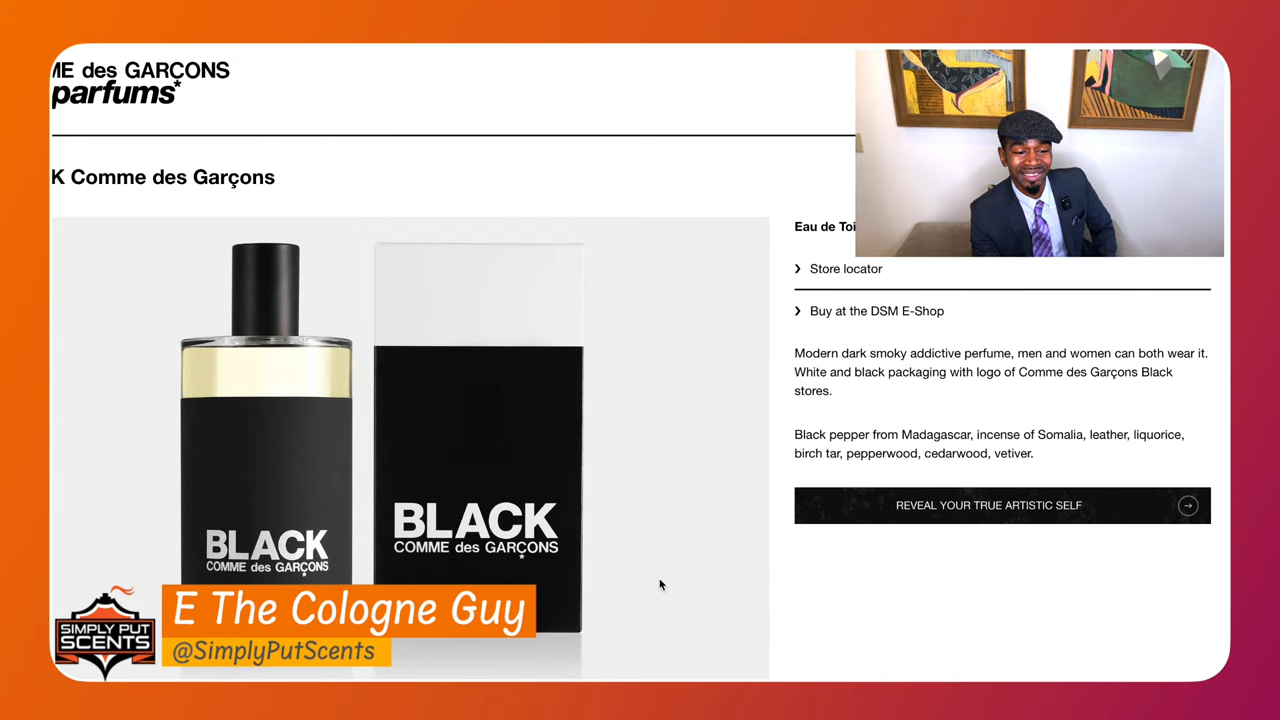 ME des GARÇONS
parfums*
K Comme des Garçons
Eau de Toi
Store locator
Buy at the DSM E-Shop
Modern dark smoky addictive perfume, men and women can both wear it.
White and black packaging with logo of Comme des Garçons Black
stores.
Black pepper from Madagascar, incense of Somalia, leather, liquorice,
birch tar, pepperwood, cedarwood, vetiver.
REVEAL YOUR TRUE ARTISTIC SELF
BLACK
COMME des GARÇONS
BLACK
COMME des GARÇONS
SIMPLY PUT
SCENTS
E The Cologne Guy
@SimplyPutScents